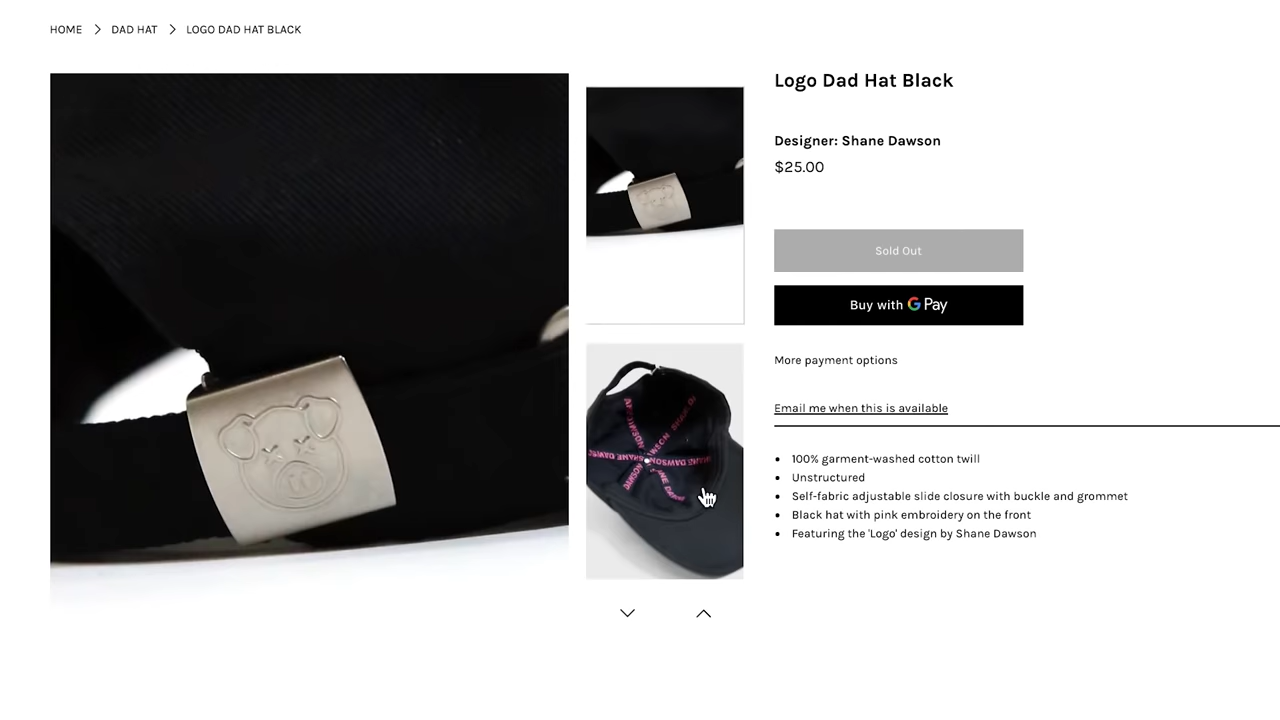 HOME > DAD HAT > LOGO DAD HAT BLACK
Logo Dad Hat Black
Designer: Shane Dawson
$25.00
Sold Out
Buy with G Pay
More payment options
Email me when this is available
100% garment-washed cotton twill
Unstructured
Self-fabric adjustable slide closure with buckle and grommet
Black hat with pink embroidery on the front
Featuring the 'Logo' design by Shane Dawson